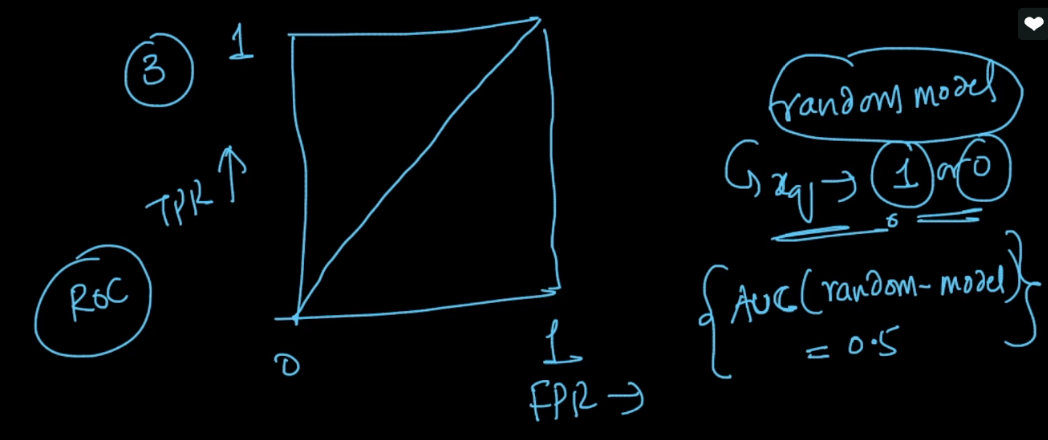 3
1
TPR ↑
ROC
0
1
FPR →
random model
↳ xq → 1 or 0
{AUC(random-model)
= 0.5}